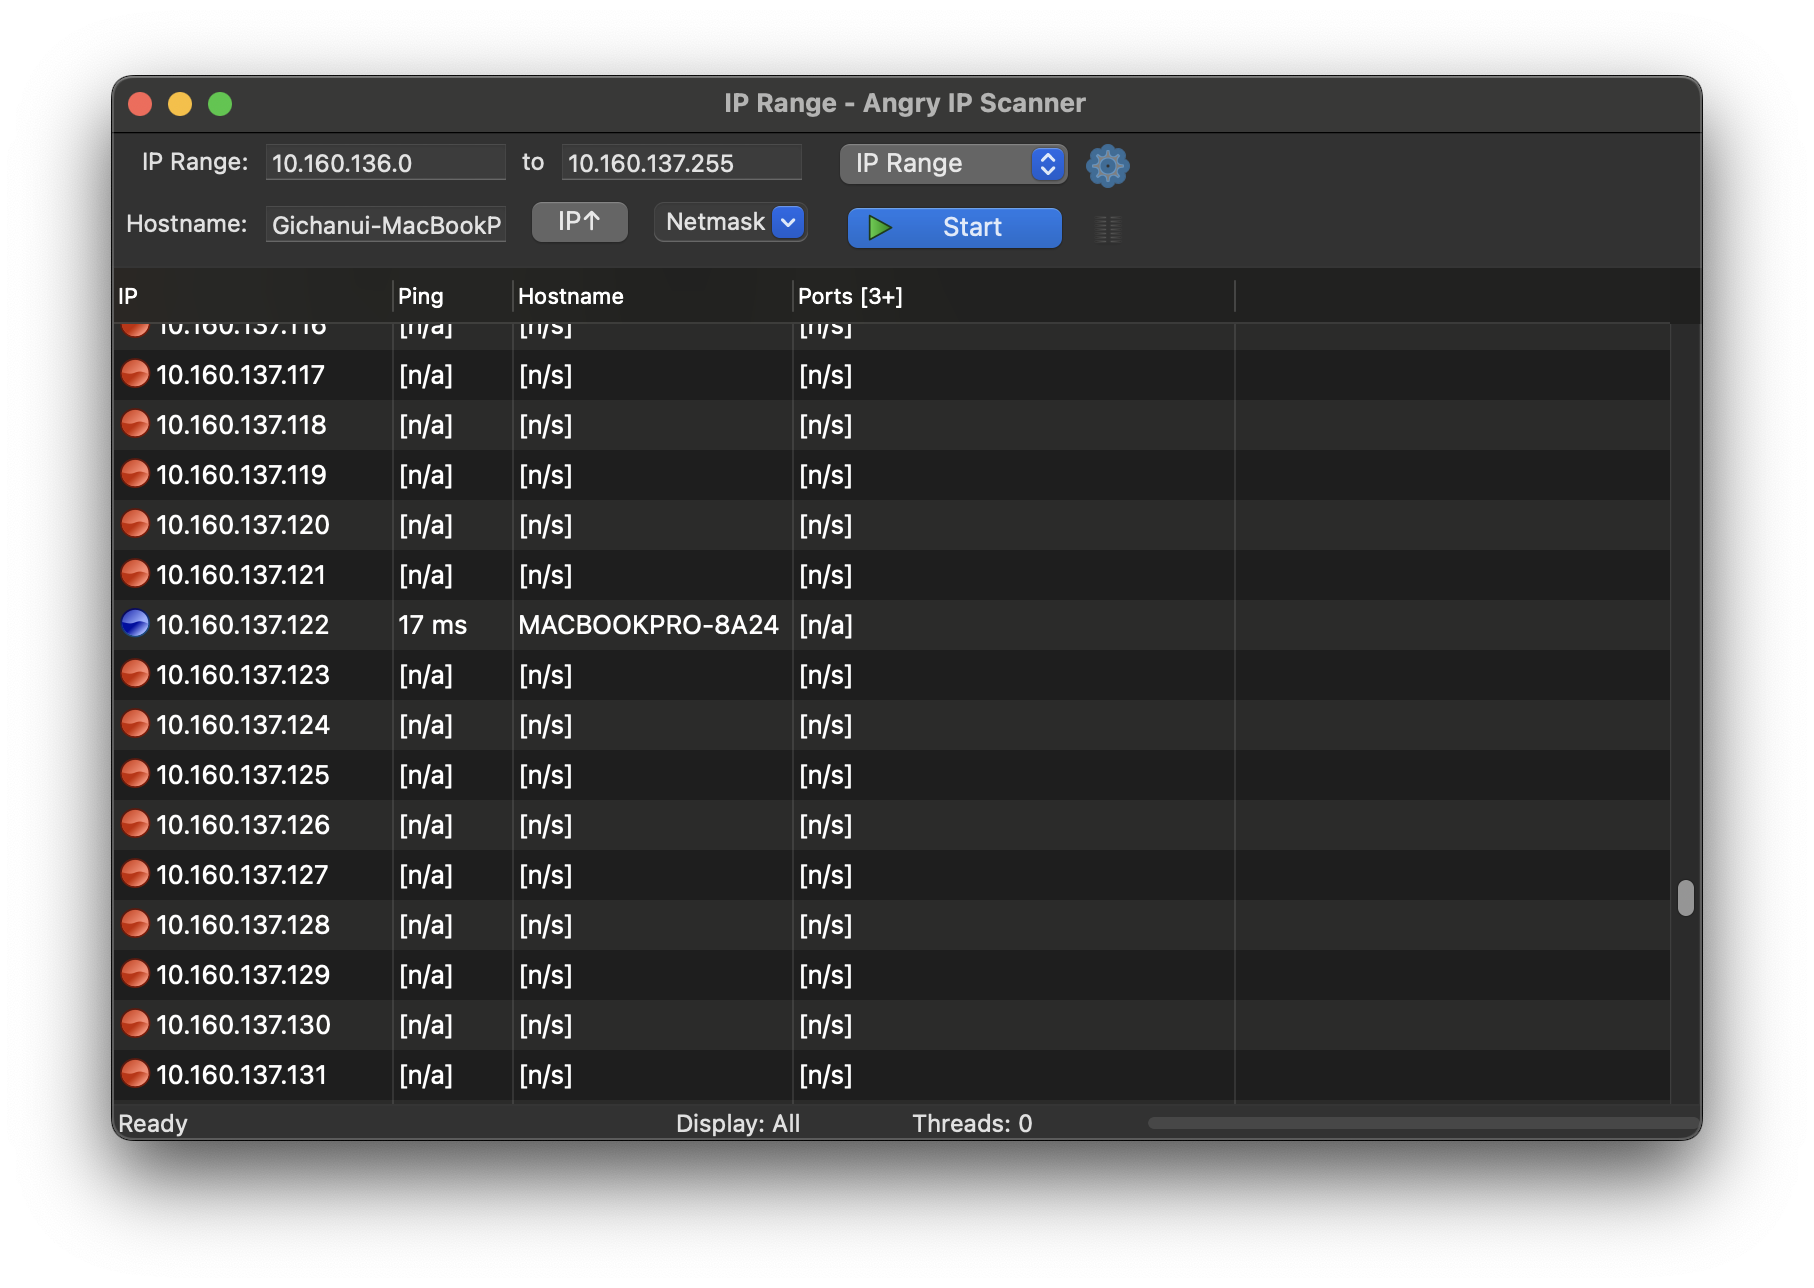 IP Range - Angry IP Scanner
IP Range: 10.160.136.0 to 10.160.137.255 IP Range
Hostname: Gichanui-MacBookP IP↑ Netmask Start
IP Ping Hostname Ports [3+]
10.160.137.116 [n/a] [n/s] [n/s]
10.160.137.117 [n/a] [n/s] [n/s]
10.160.137.118 [n/a] [n/s] [n/s]
10.160.137.119 [n/a] [n/s] [n/s]
10.160.137.120 [n/a] [n/s] [n/s]
10.160.137.121 [n/a] [n/s] [n/s]
10.160.137.122 17 ms MACBOOKPRO-8A24 [n/a]
10.160.137.123 [n/a] [n/s] [n/s]
10.160.137.124 [n/a] [n/s] [n/s]
10.160.137.125 [n/a] [n/s] [n/s]
10.160.137.126 [n/a] [n/s] [n/s]
10.160.137.127 [n/a] [n/s] [n/s]
10.160.137.128 [n/a] [n/s] [n/s]
10.160.137.129 [n/a] [n/s] [n/s]
10.160.137.130 [n/a] [n/s] [n/s]
10.160.137.131 [n/a] [n/s] [n/s]
Ready Display: All Threads: 0